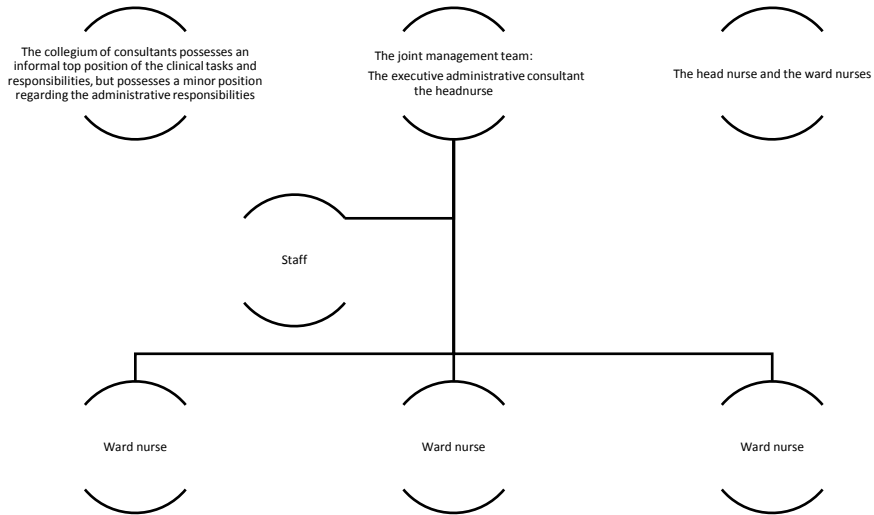 The collegium of consultants possesses an
informal top position of the clinical tasks and
responsibilities, but possesses a minor position
regarding the administrative responsibilities
The joint management team:
The executive administrative consultant
the headnurse
The head nurse and the ward nurses
Staff
Ward nurse
Ward nurse
Ward nurse